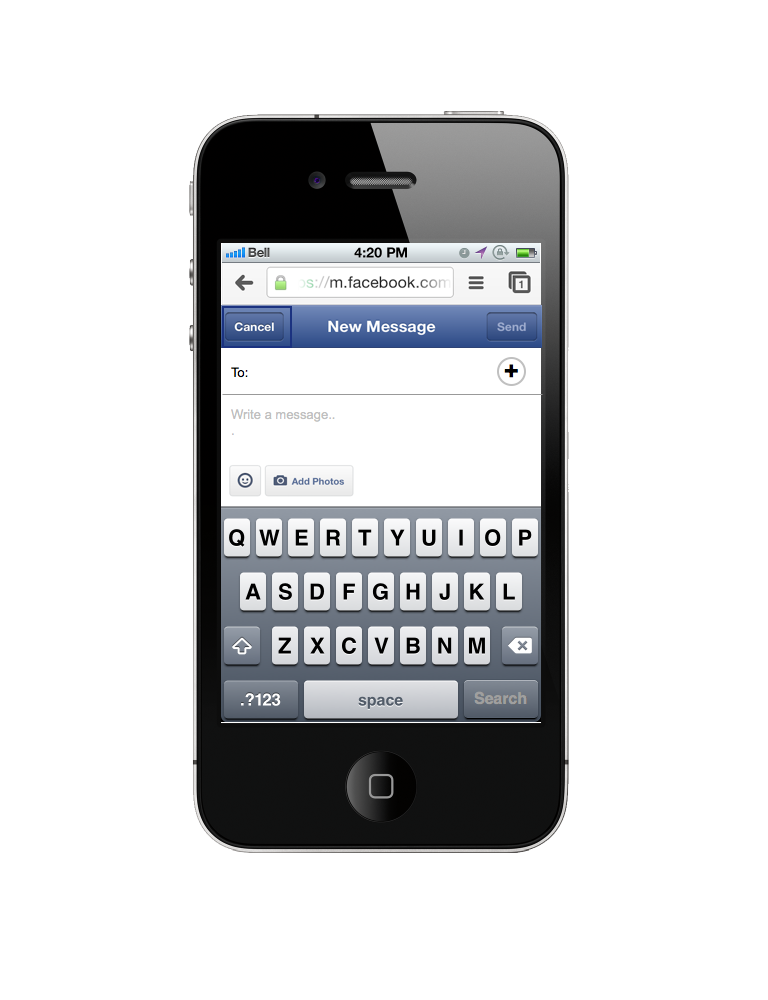 Bell 4:20 PM
ps://m.facebook.com 1
Cancel New Message Send
To:
Write a message..
.
Add Photos
Q W E R T Y U I O P
A S D F G H J K L
Z X C V B N M
.?123 space Search